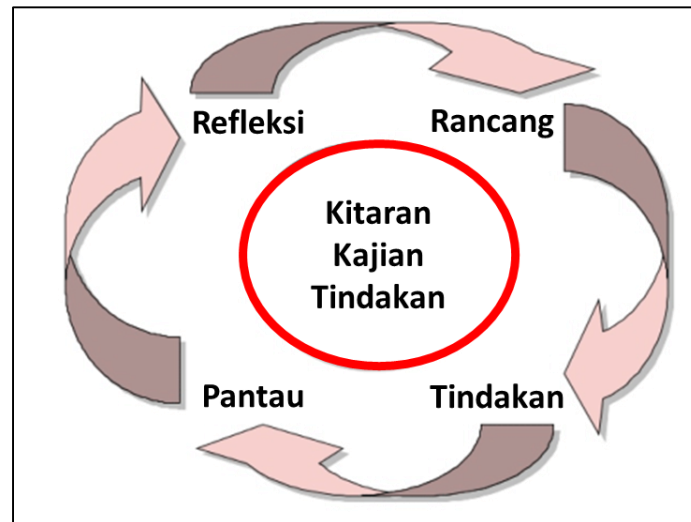 Refleksi
Rancang
Kitaran
Kajian
Tindakan
Pantau
Tindakan